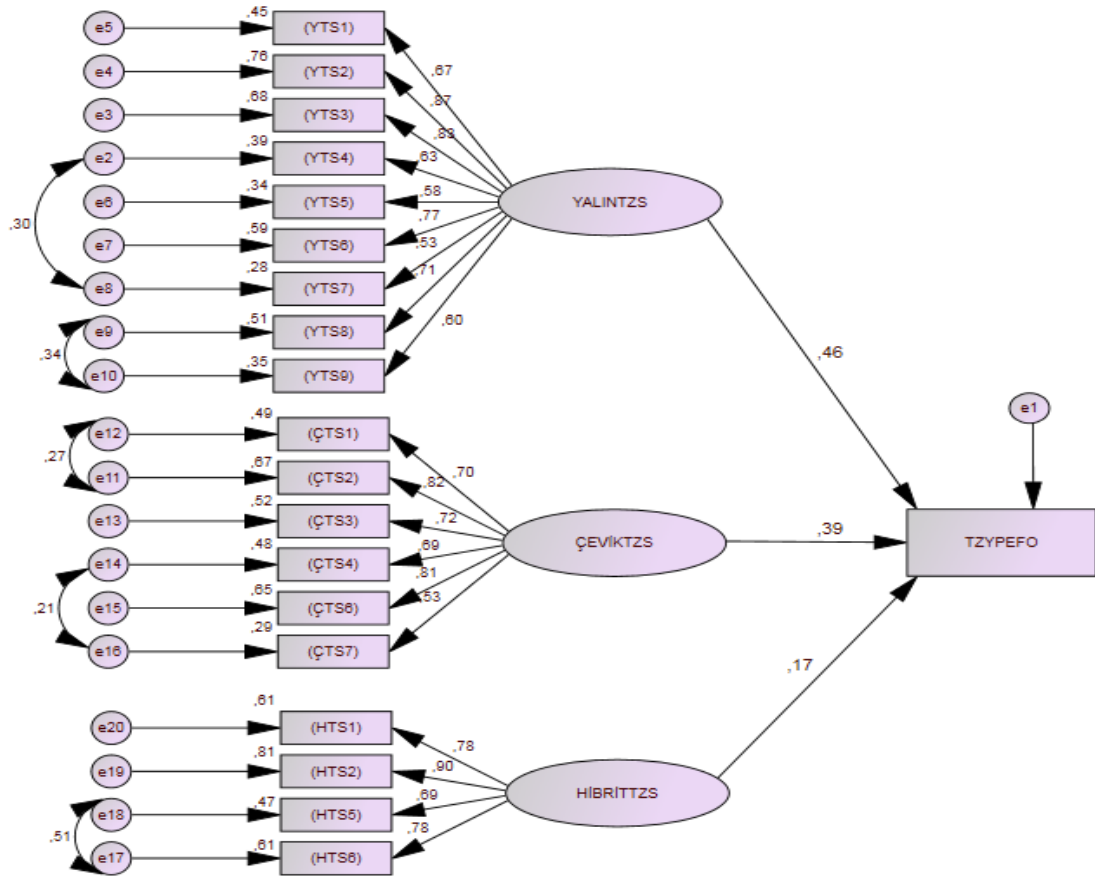 e5 ,45 (YTS1) ,67
e4 ,76 (YTS2) ,87
e3 ,68 (YTS3) ,83
e2 ,39 (YTS4) ,63
e6 ,34 (YTS5) ,58
,30
e7 ,59 (YTS6) ,77
e8 ,28 (YTS7) ,53
e9 ,51 (YTS8) ,71
,34
e10 ,35 (YTS9) ,60
YALINTZS
,46
e12 ,49 (ÇTS1) ,70
,27
e11 ,67 (ÇTS2) ,82
e13 ,52 (ÇTS3) ,72
e14 ,48 (ÇTS4) ,69
,21
e15 ,65 (ÇTS6) ,81
e16 ,29 (ÇTS7) ,53
ÇEVİKTZS
,39
e1
TZYPEFO
e20 ,61 (HTS1) ,78
e19 ,81 (HTS2) ,90
e18 ,47 (HTS5) ,69
,51
e17 ,61 (HTS6) ,78
HİBRİTTZS
,17